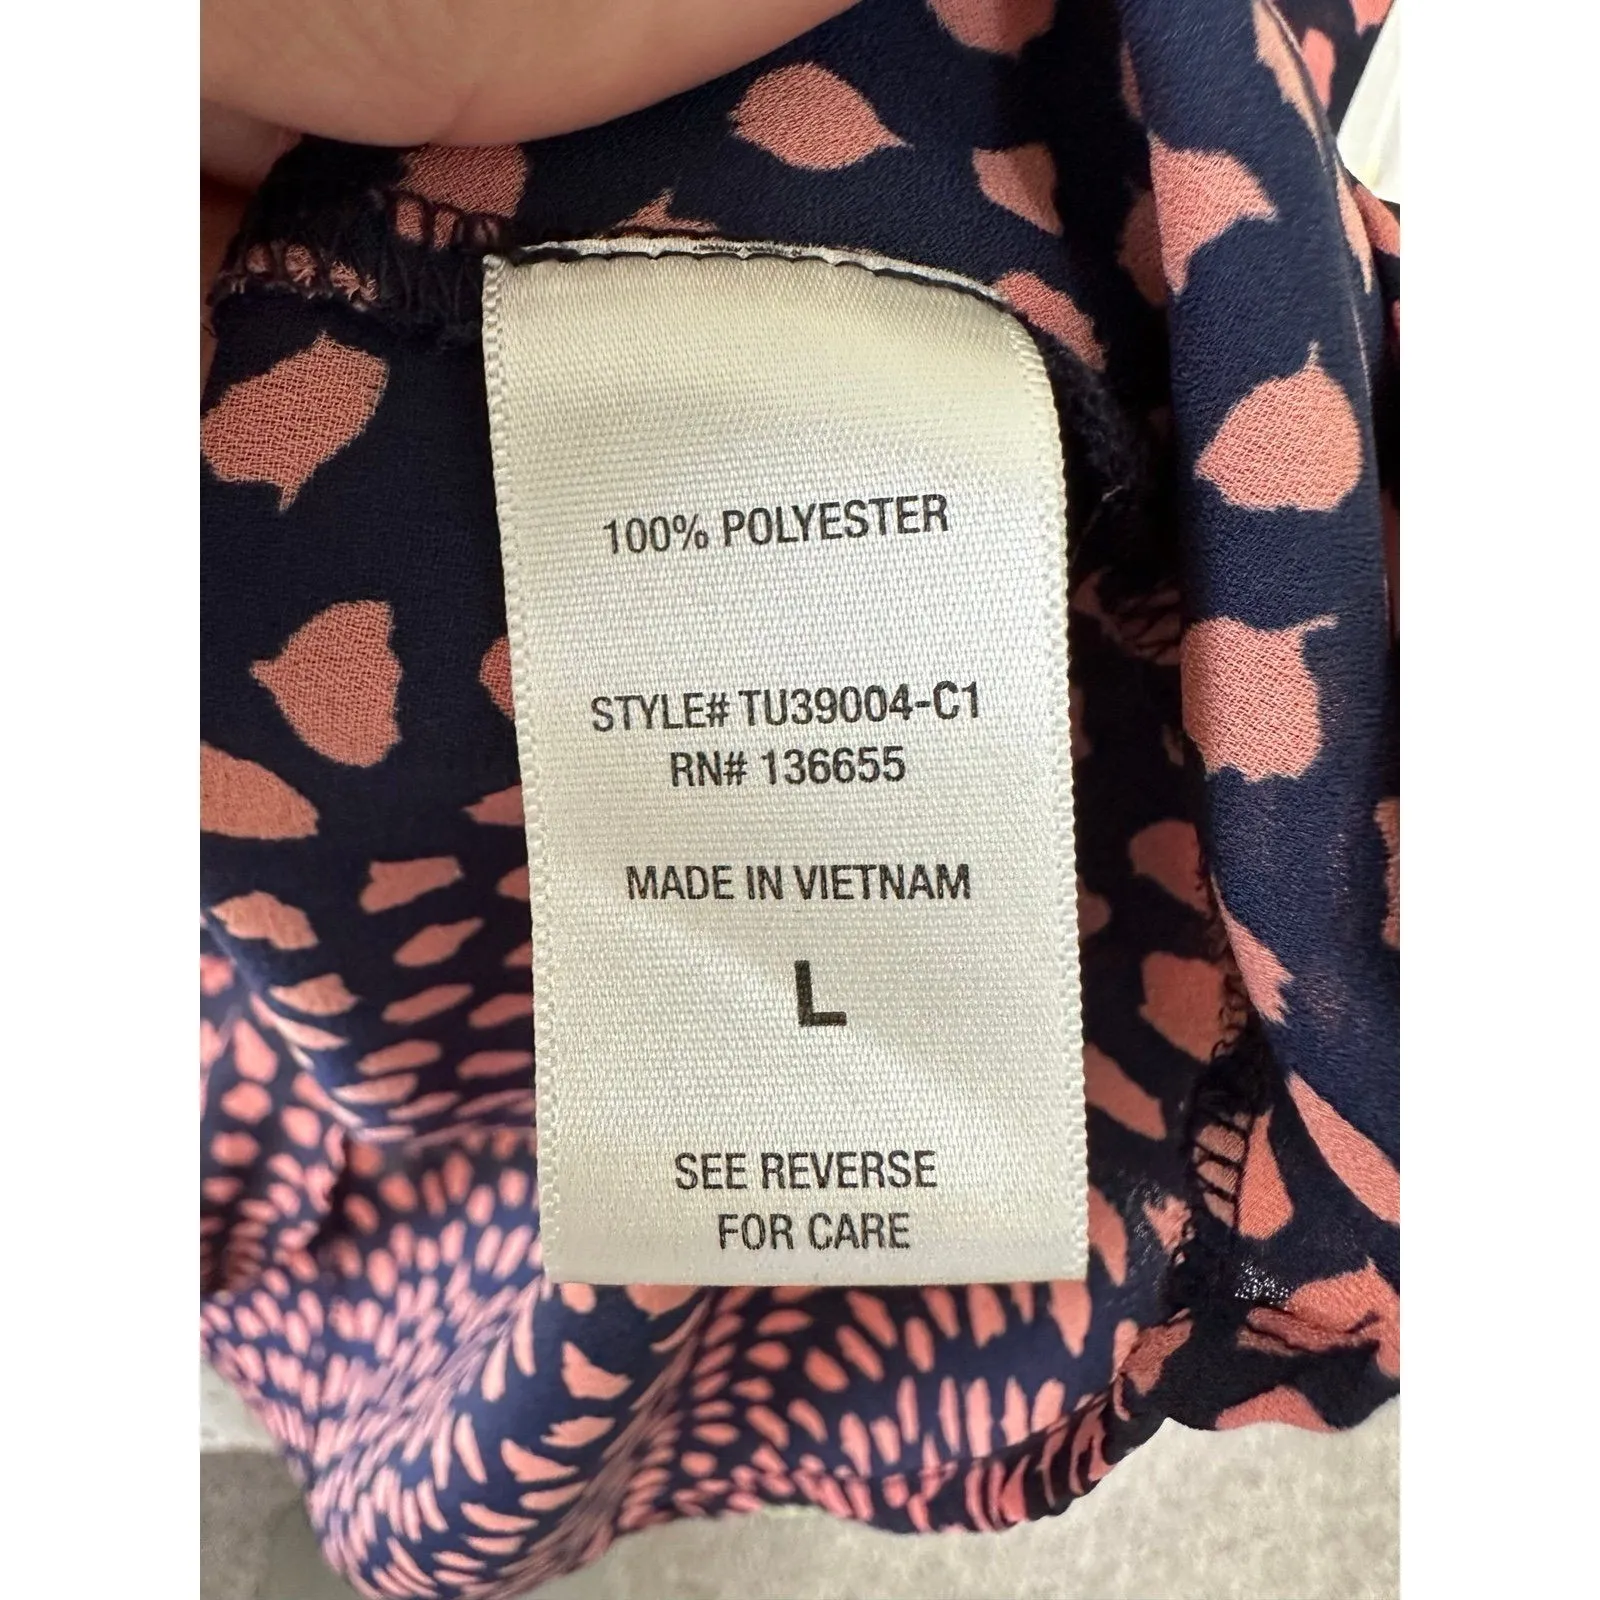 100% POLYESTER
STYLE# TU39004-C1
RN# 136655
MADE IN VIETNAM
L
SEE REVERSE
FOR CARE